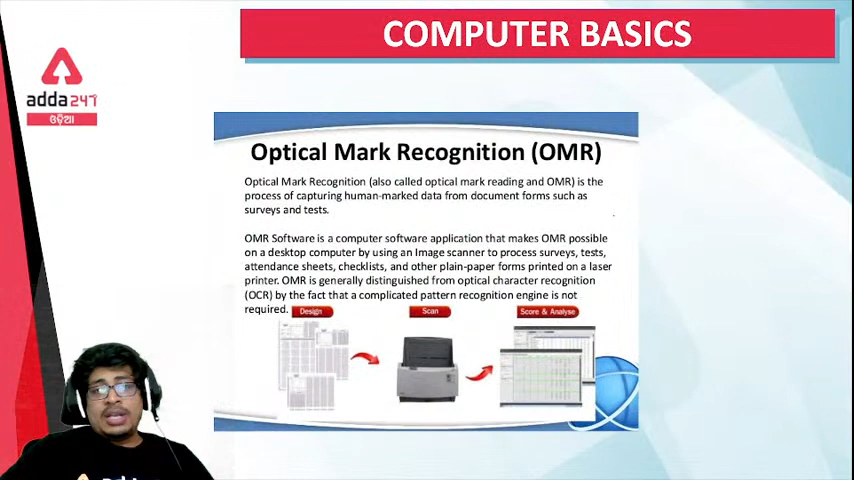 COMPUTER BASICS
adda247
ଓଡ଼ିଆ
Optical Mark Recognition (OMR)
Optical Mark Recognition (also called optical mark reading and OMR) is the
process of capturing human-marked data from document forms such as
surveys and tests.
OMR Software is a computer software application that makes OMR possible
on a desktop computer by using an Image scanner to process surveys, tests,
attendance sheets, checklists, and other plain-paper forms printed on a laser
printer. OMR is generally distinguished from optical character recognition
(OCR) by the fact that a complicated pattern recognition engine is not
required.
Design
Scan
Score & Analyse